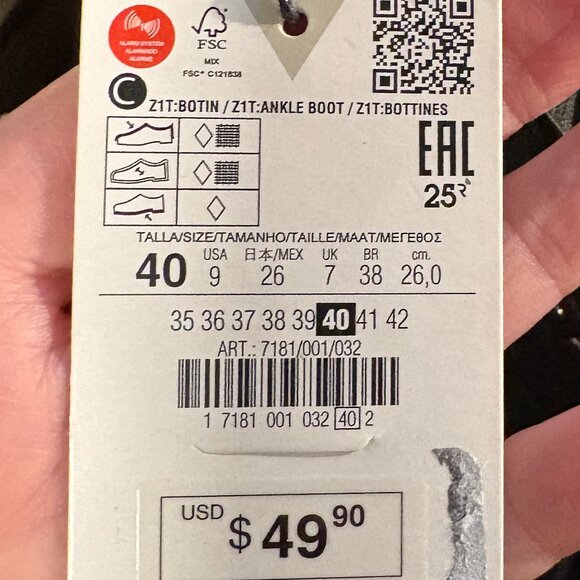 ALARM SYSTEM
ALARMADO
ALARME
FSC
MIX
FSC® C121838
C
Z1T:BOTIN / Z1T:ANKLE BOOT / Z1T:BOTTINES
EAC
25
TALLA/SIZE/TAMANHO/TAILLE/MAAT/ΜΕΓΕΘΟΣ
40 USA 9 日本/MEX 26 UK 7 BR 38 cm. 26,0
35 36 37 38 39 40 41 42
ART.: 7181/001/032
1 7181 001 032 40 2
USD $ 49 90